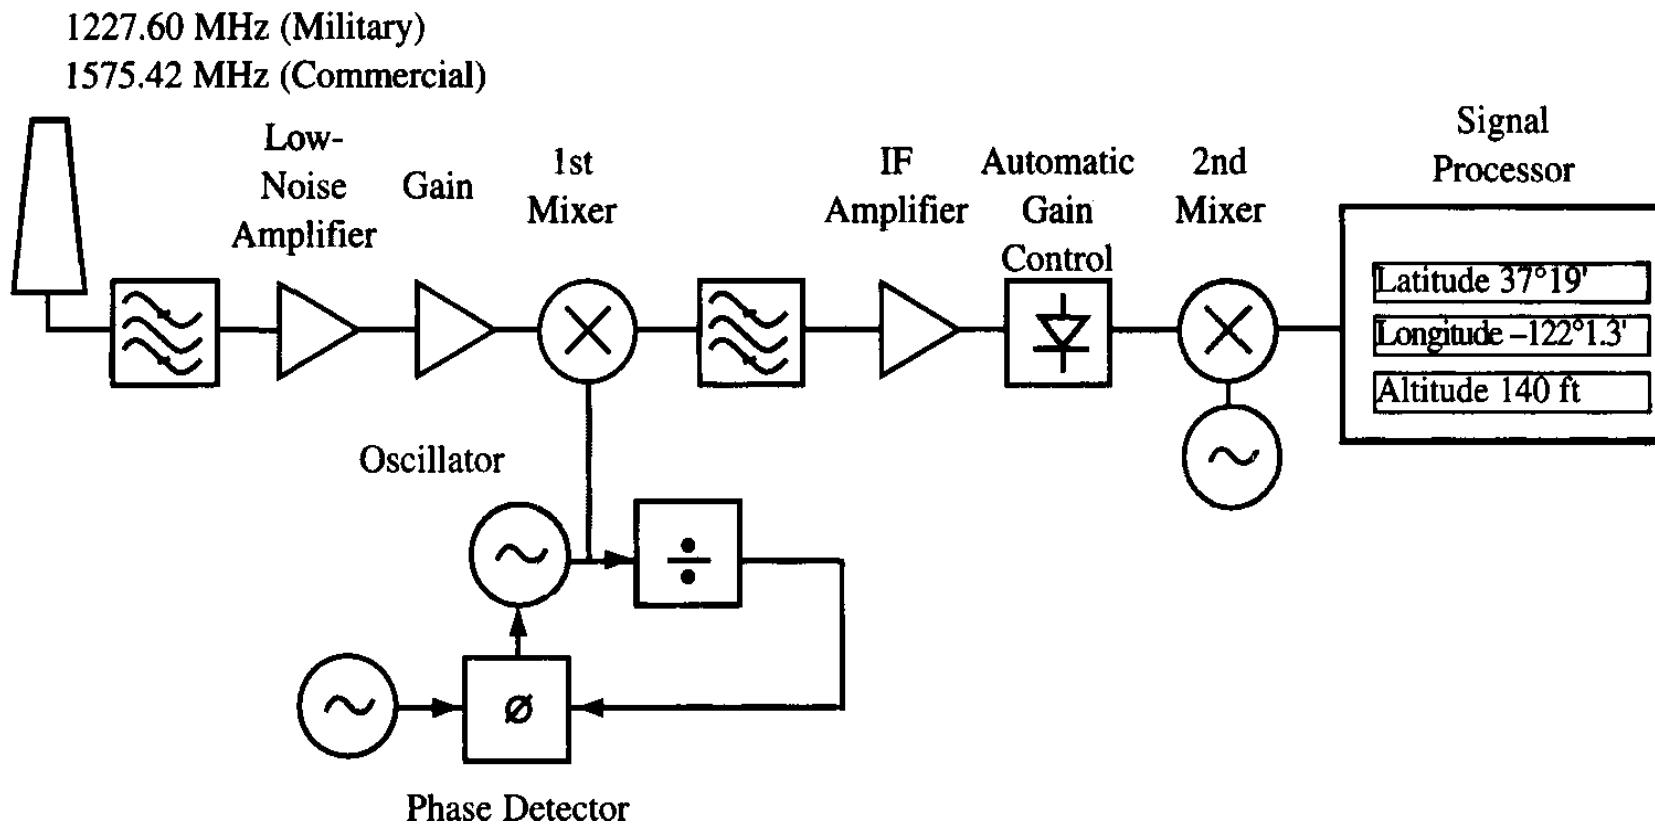 1227.60 MHz (Military)
1575.42 MHz (Commercial)
Low-
Noise
Amplifier
Gain
1st
Mixer
IF
Amplifier
Automatic
Gain
Control
2nd
Mixer
Signal
Processor
Latitude 37°19'
Longitude –122°1.3'
Altitude 140 ft
Oscillator
÷
ø
Phase Detector